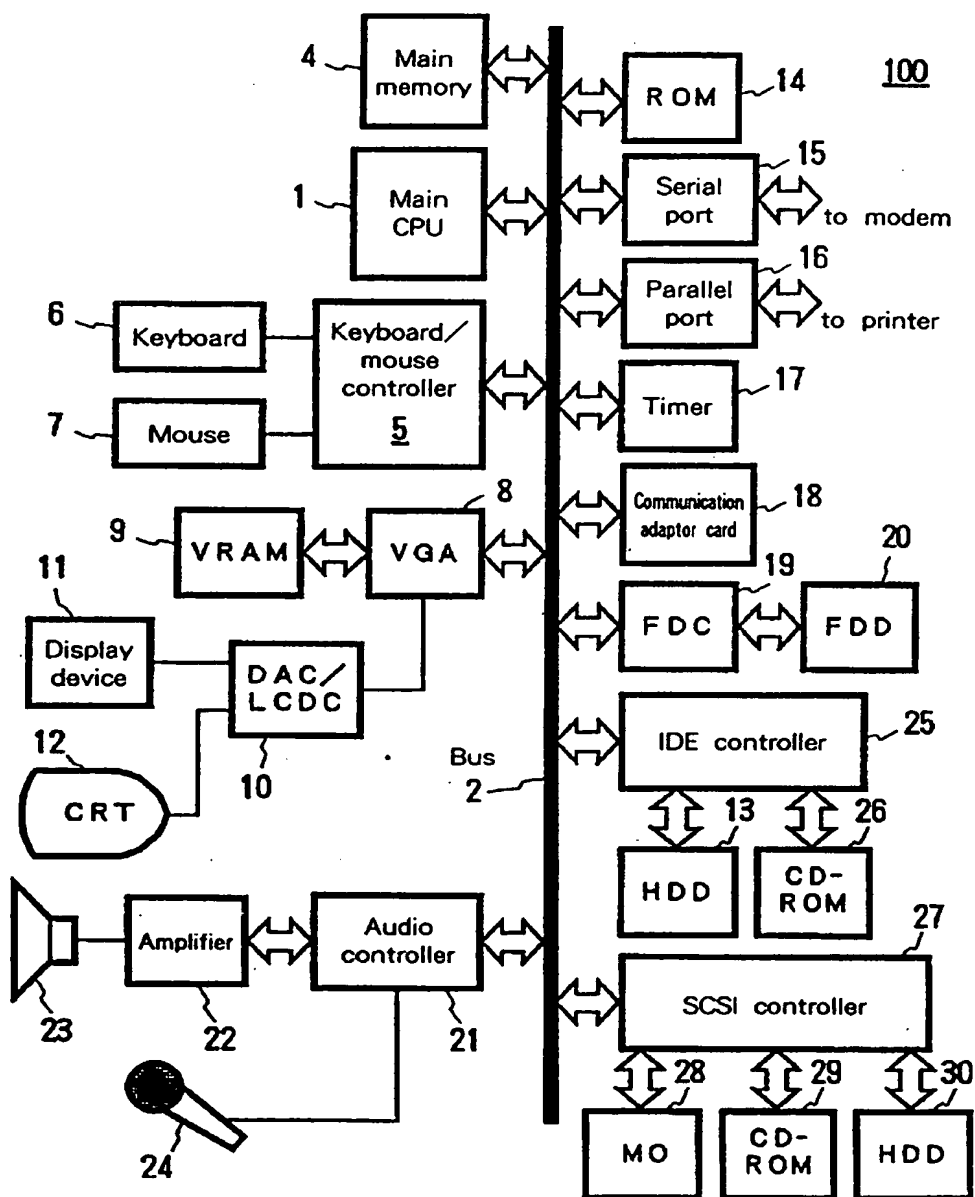 100
4
Main
memory
1
Main
CPU
6
Keyboard
7
Mouse
Keyboard/
mouse
controller
5
9
VRAM
8
VGA
11
Display
device
DAC/
LCDC
10
12
CRT
Bus
2
23
Amplifier
22
Audio
controller
21
24
ROM
14
15
Serial
port
to modem
16
Parallel
port
to printer
17
Timer
Communication
adaptor card
18
19
FDC
20
FDD
IDE controller
25
13
HDD
26
CD-
ROM
27
SCSI controller
28
MO
29
CD-
ROM
30
HDD